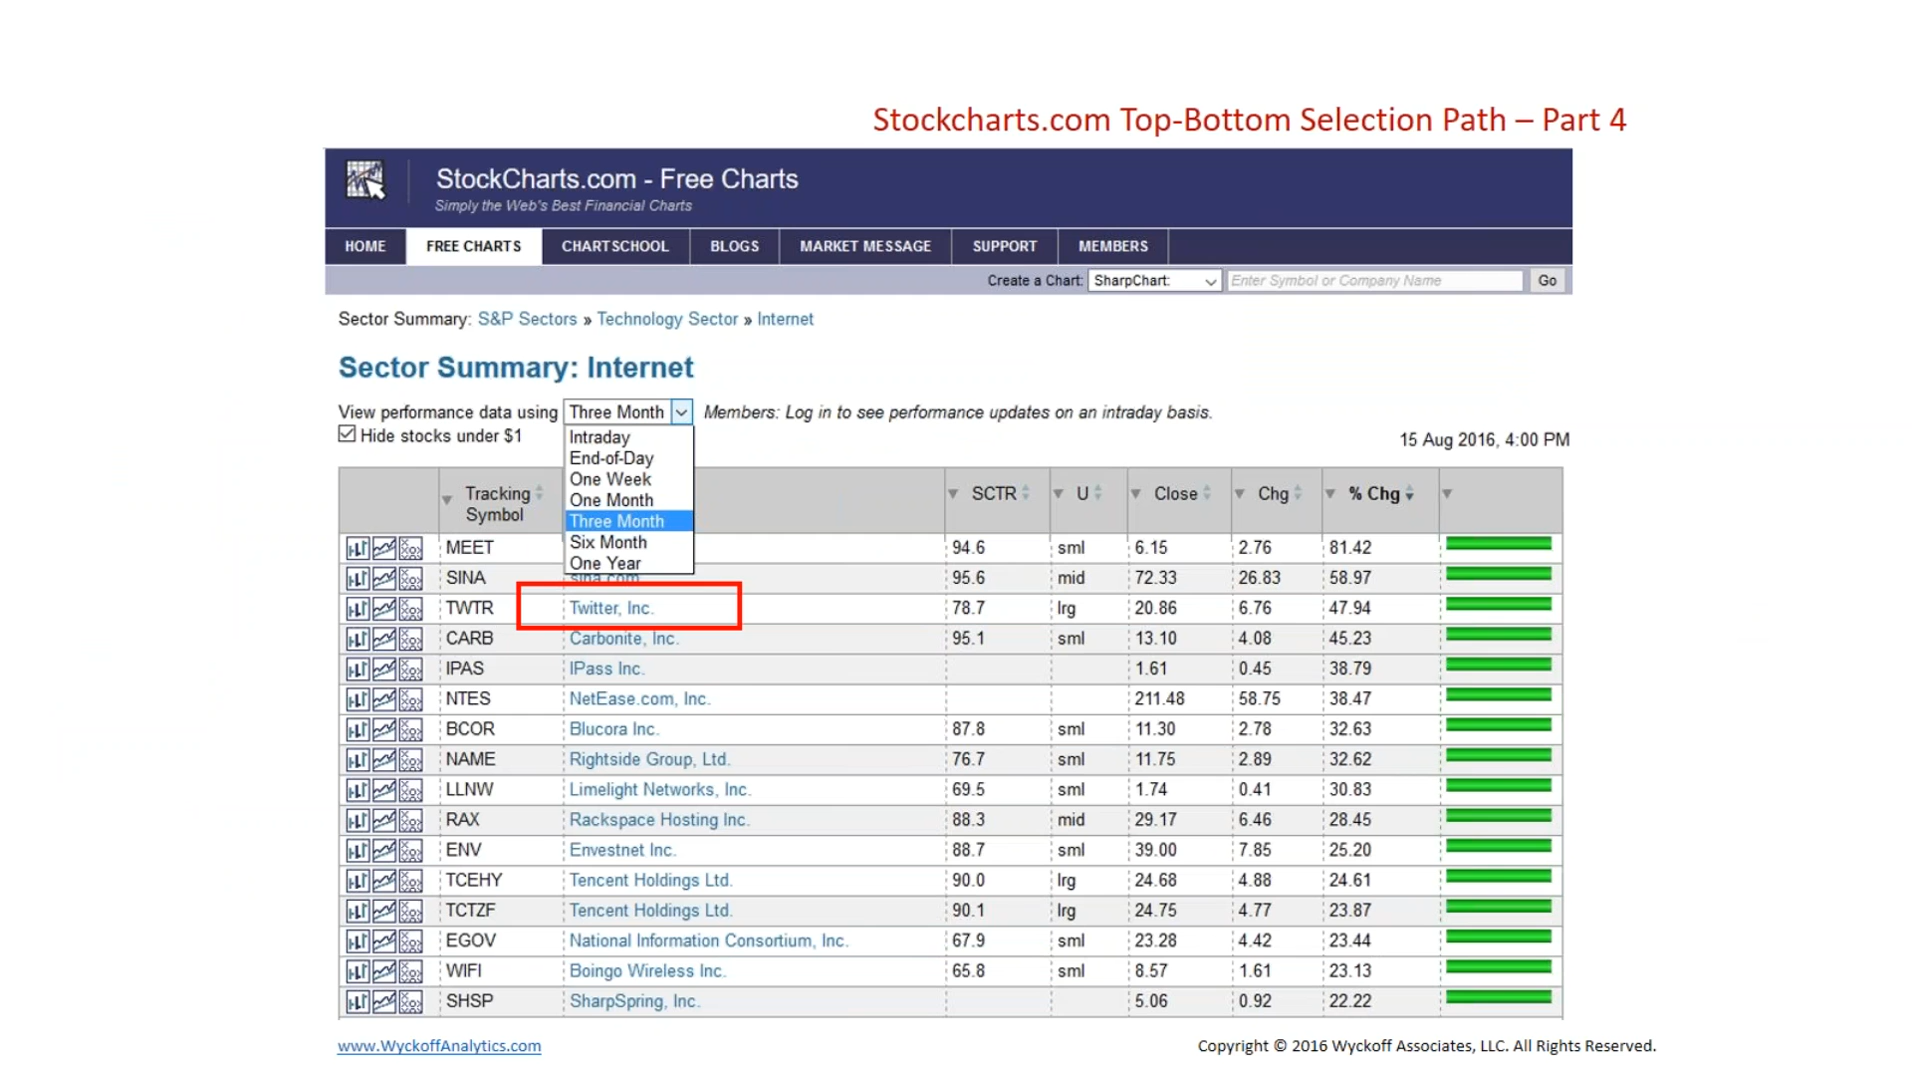 Stockcharts.com Top-Bottom Selection Path – Part 4
StockCharts.com - Free Charts
Simply the Web's Best Financial Charts
HOME FREE CHARTS CHARTSCHOOL BLOGS MARKET MESSAGE SUPPORT MEMBERS
Create a Chart: SharpChart: Enter Symbol or Company Name Go
Sector Summary: S&P Sectors » Technology Sector » Internet
Sector Summary: Internet
View performance data using Three Month Members: Log in to see performance updates on an intraday basis.
Hide stocks under $1
15 Aug 2016, 4:00 PM
Intraday
End-of-Day
One Week
One Month
Three Month
Six Month
One Year
Tracking Symbol SCTR U Close Chg % Chg
MEET 94.6 sml 6.15 2.76 81.42
SINA sina.com 95.6 mid 72.33 26.83 58.97
TWTR Twitter, Inc. 78.7 lrg 20.86 6.76 47.94
CARB Carbonite, Inc. 95.1 sml 13.10 4.08 45.23
IPAS IPass Inc. 1.61 0.45 38.79
NTES NetEase.com, Inc. 211.48 58.75 38.47
BCOR Blucora Inc. 87.8 sml 11.30 2.78 32.63
NAME Rightside Group, Ltd. 76.7 sml 11.75 2.89 32.62
LLNW Limelight Networks, Inc. 69.5 sml 1.74 0.41 30.83
RAX Rackspace Hosting Inc. 88.3 mid 29.17 6.46 28.45
ENV Envestnet Inc. 88.7 sml 39.00 7.85 25.20
TCEHY Tencent Holdings Ltd. 90.0 lrg 24.68 4.88 24.61
TCTZF Tencent Holdings Ltd. 90.1 lrg 24.75 4.77 23.87
EGOV National Information Consortium, Inc. 67.9 sml 23.28 4.42 23.44
WIFI Boingo Wireless Inc. 65.8 sml 8.57 1.61 23.13
SHSP SharpSpring, Inc. 5.06 0.92 22.22
www.WyckoffAnalytics.com
Copyright © 2016 Wyckoff Associates, LLC. All Rights Reserved.